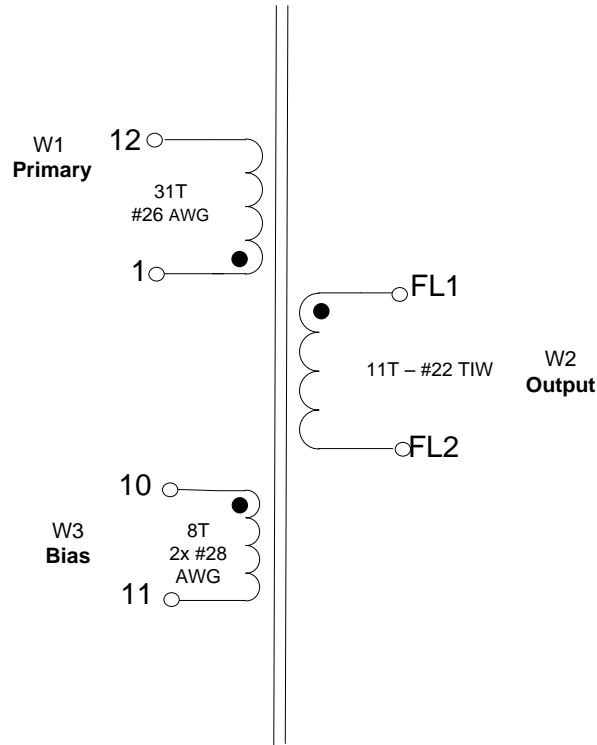 12
W1
Primary
31T
#26 AWG
1
FL1
11T – #22 TIW
W2
Output
FL2
10
W3
Bias
8T
2x #28
AWG
11